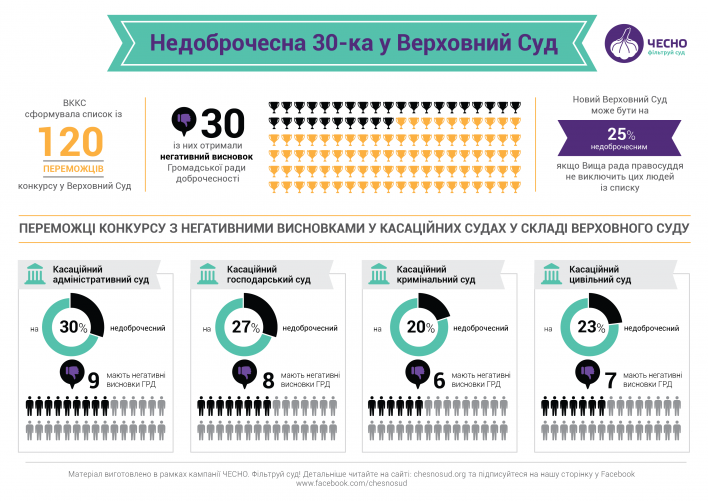 Недоброчесна 30-ка у Верховний Суд
ЧЕСНО
фільтруй суд
ВККС
сформувала список із
120
ПЕРЕМОЖЦІВ
конкурсу у Верховний Суд
30
із них отримали
негативний висновок
Громадської ради
доброчесності
Новий Верховний Суд
може бути на
25%
недоброчесним
якщо Вища рада правосуддя
не виключить цих людей
із списку
ПЕРЕМОЖЦІ КОНКУРСУ З НЕГАТИВНИМИ ВИСНОВКАМИ У КАСАЦІЙНИХ СУДАХ У СКЛАДІ ВЕРХОВНОГО СУДУ
Касаційний
адміністративний суд
на 30% недоброчесний
9 мають негативні
висновки ГРД
Касаційний
господарський суд
на 27% недоброчесний
8 мають негативні
висновки ГРД
Касаційний
кримінальний суд
на 20% недоброчесний
6 мають негативні
висновки ГРД
Касаційний
цивільний суд
на 23% недоброчесний
7 мають негативні
висновки ГРД
Матеріал виготовлено в рамках кампанії ЧЕСНО. Фільтруй суд! Детальніше читайте на сайті: chesnosud.org та підписуйтеся на нашу сторінку у Facebook
www.facebook.com/chesnosud